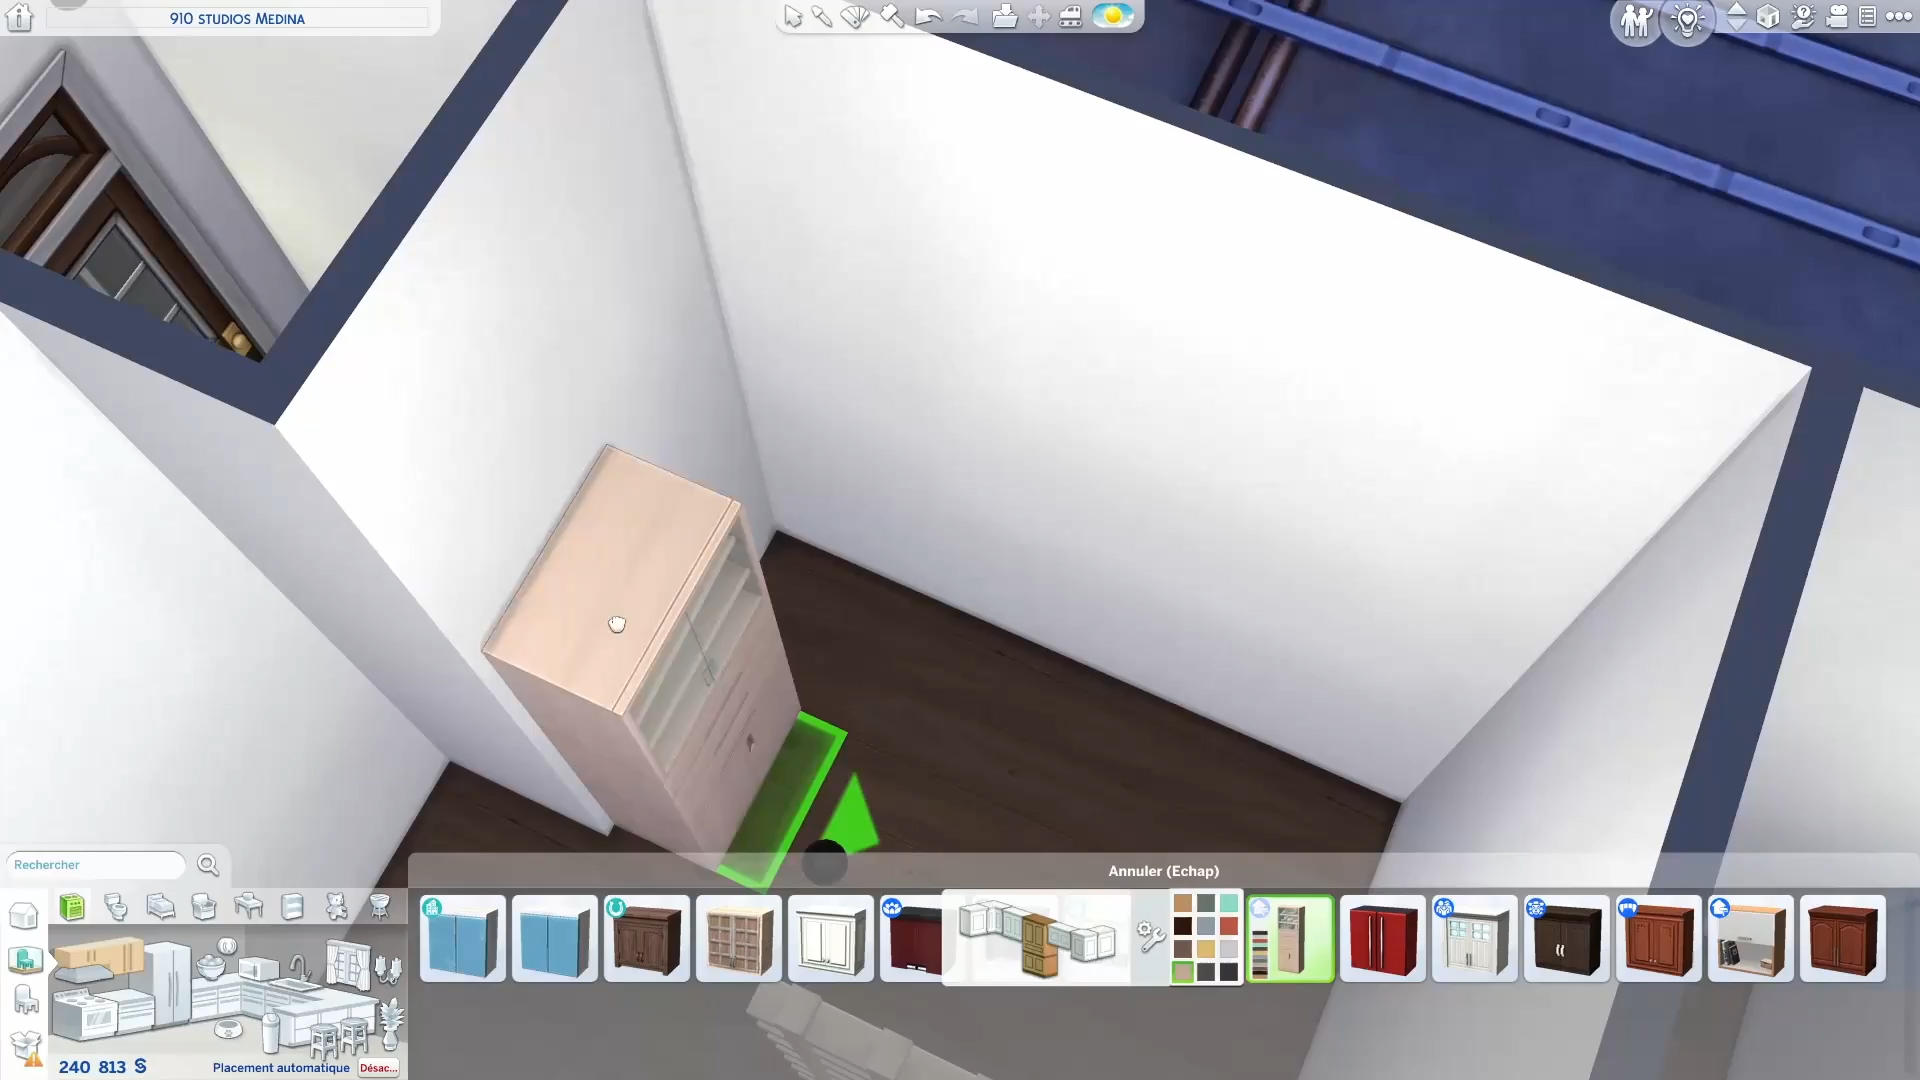 910 STUDIOS MEDINA
Rechercher
Annuler (Echap)
240 813 §
Placement automatique Désac...